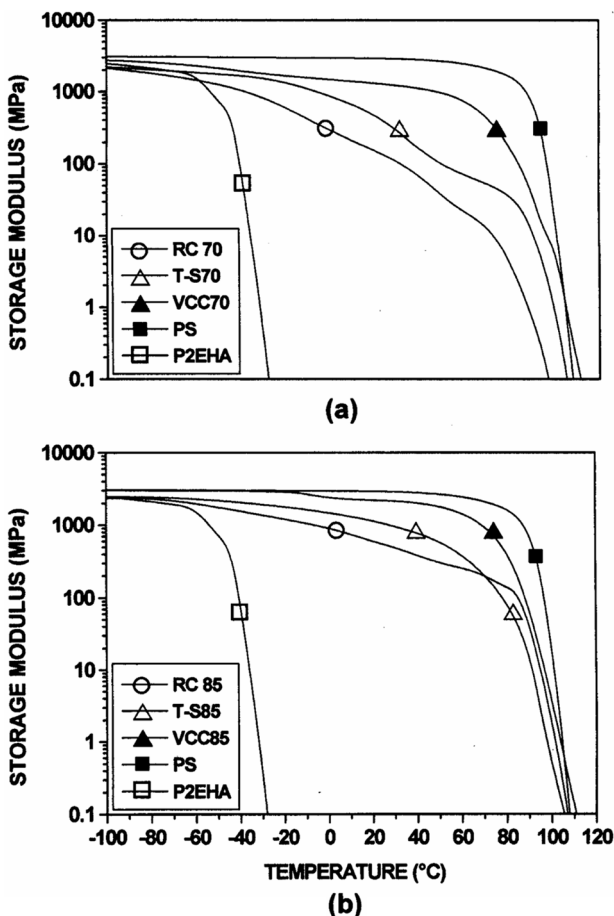 10000
1000
100
10
1
0.1
STORAGE MODULUS (MPa)
RC 70
T-S70
VCC70
PS
P2EHA
(a)
10000
1000
100
10
1
0.1
STORAGE MODULUS (MPa)
RC 85
T-S85
VCC85
PS
P2EHA
-100 -80 -60 -40 -20 0 20 40 60 80 100 120
TEMPERATURE (°C)
(b)